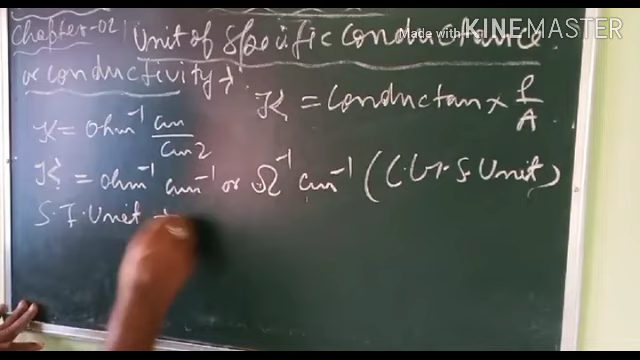 Made with KINEMASTER
Chapter-02 Unit of Specific conductance
or conductivity →
K = conductan × l/A
K = ohm⁻¹ cm/cm2
K = ohm⁻¹ cm⁻¹ or Ω⁻¹ cm⁻¹ (C.G.S. Unit)
S.I. Unit →